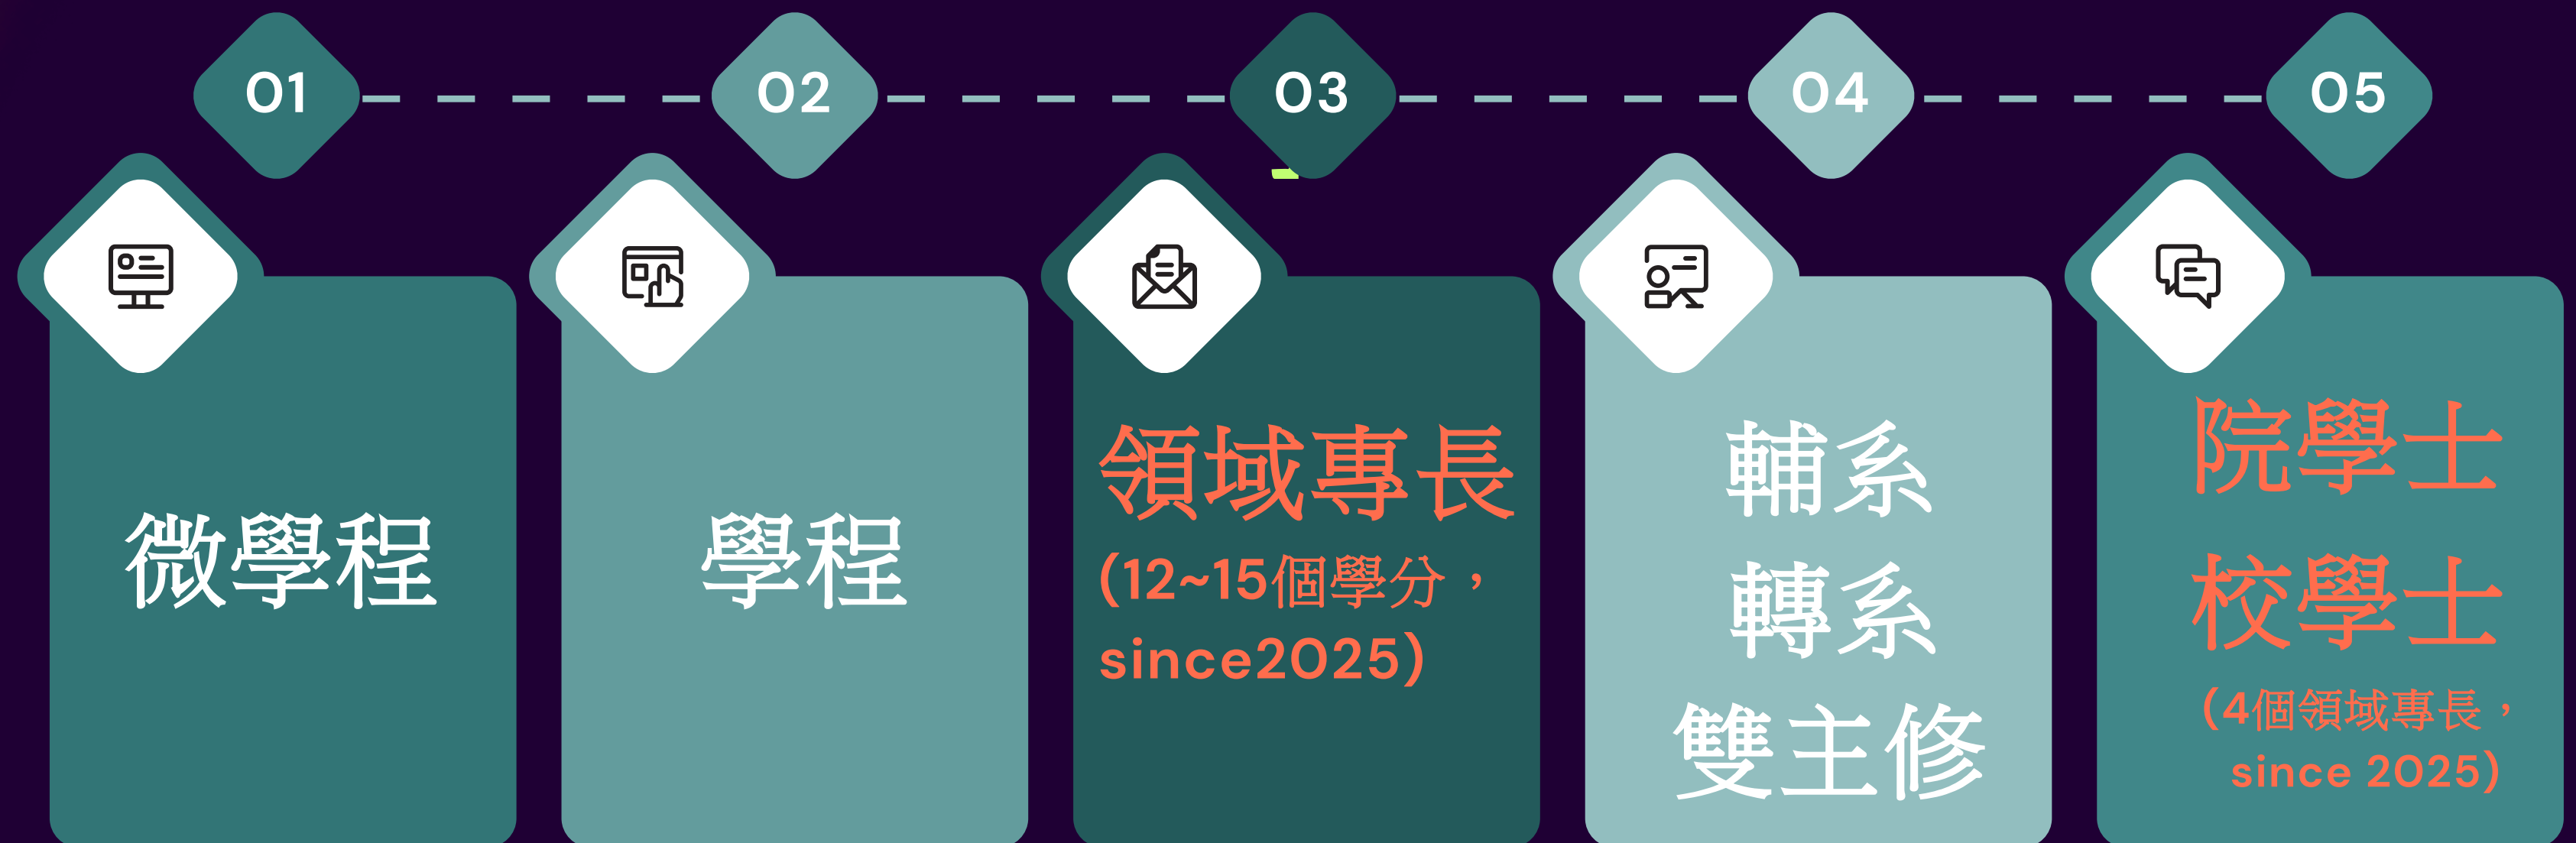 01
02
03
04
05
微學程
學程
領域專長
(12~15個學分，
since2025)
輔系
轉系
雙主修
院學士
校學士
(4個領域專長，
since 2025)